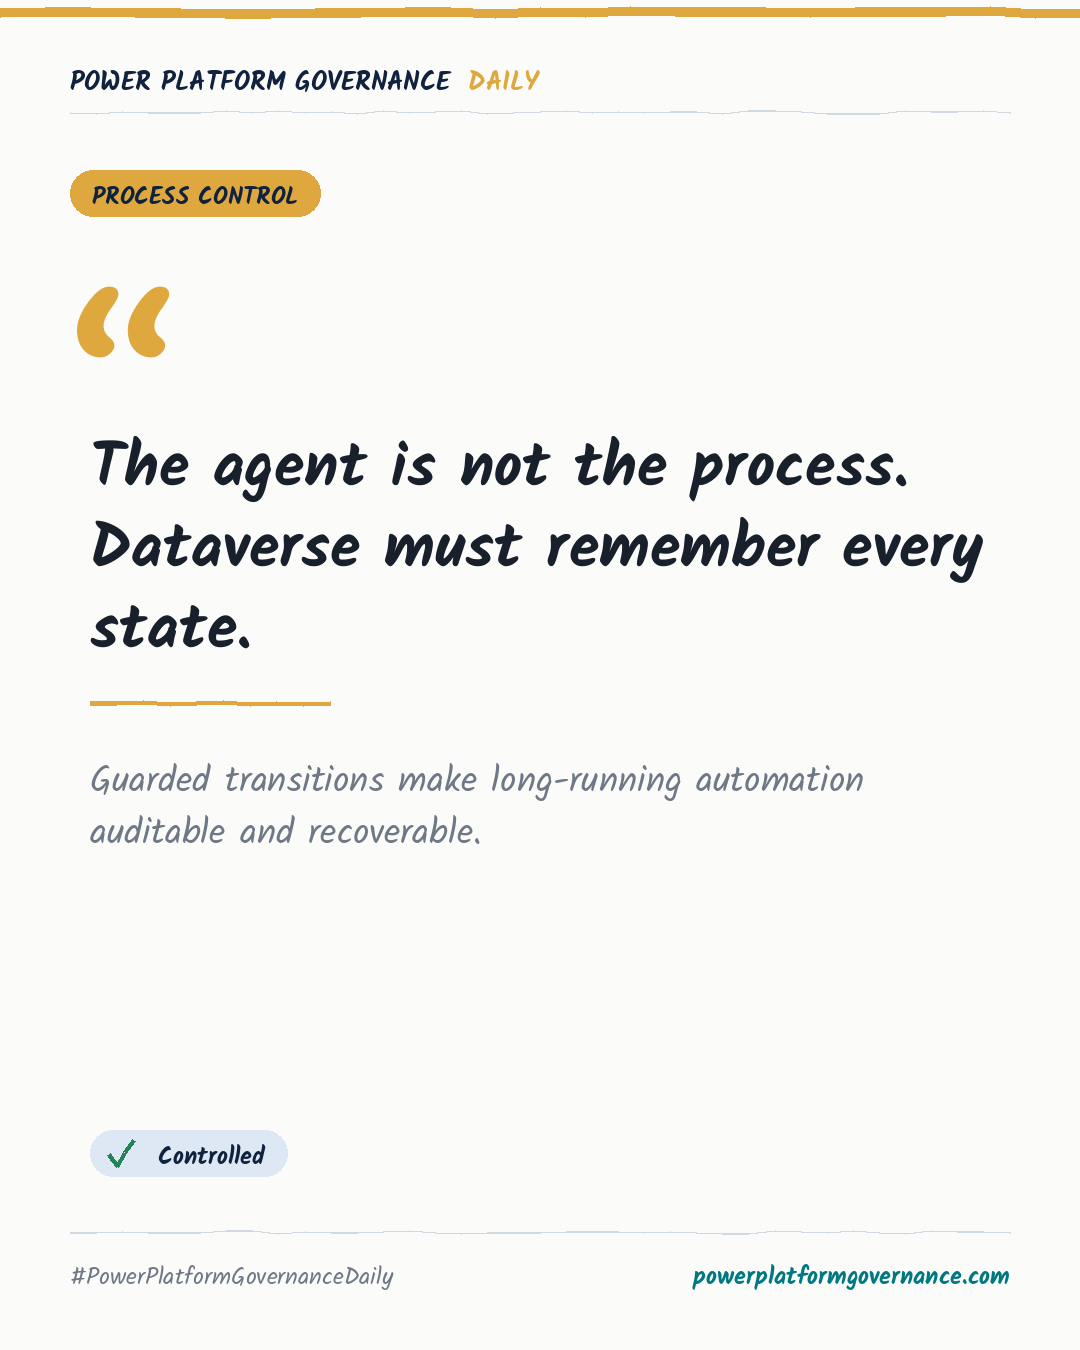 POWER PLATFORM GOVERNANCE DAILY
PROCESS CONTROL
“
The agent is not the process.
Dataverse must remember every
state.
Guarded transitions make long-running automation
auditable and recoverable.
✓ Controlled
#PowerPlatformGovernanceDaily powerplatformgovernance.com